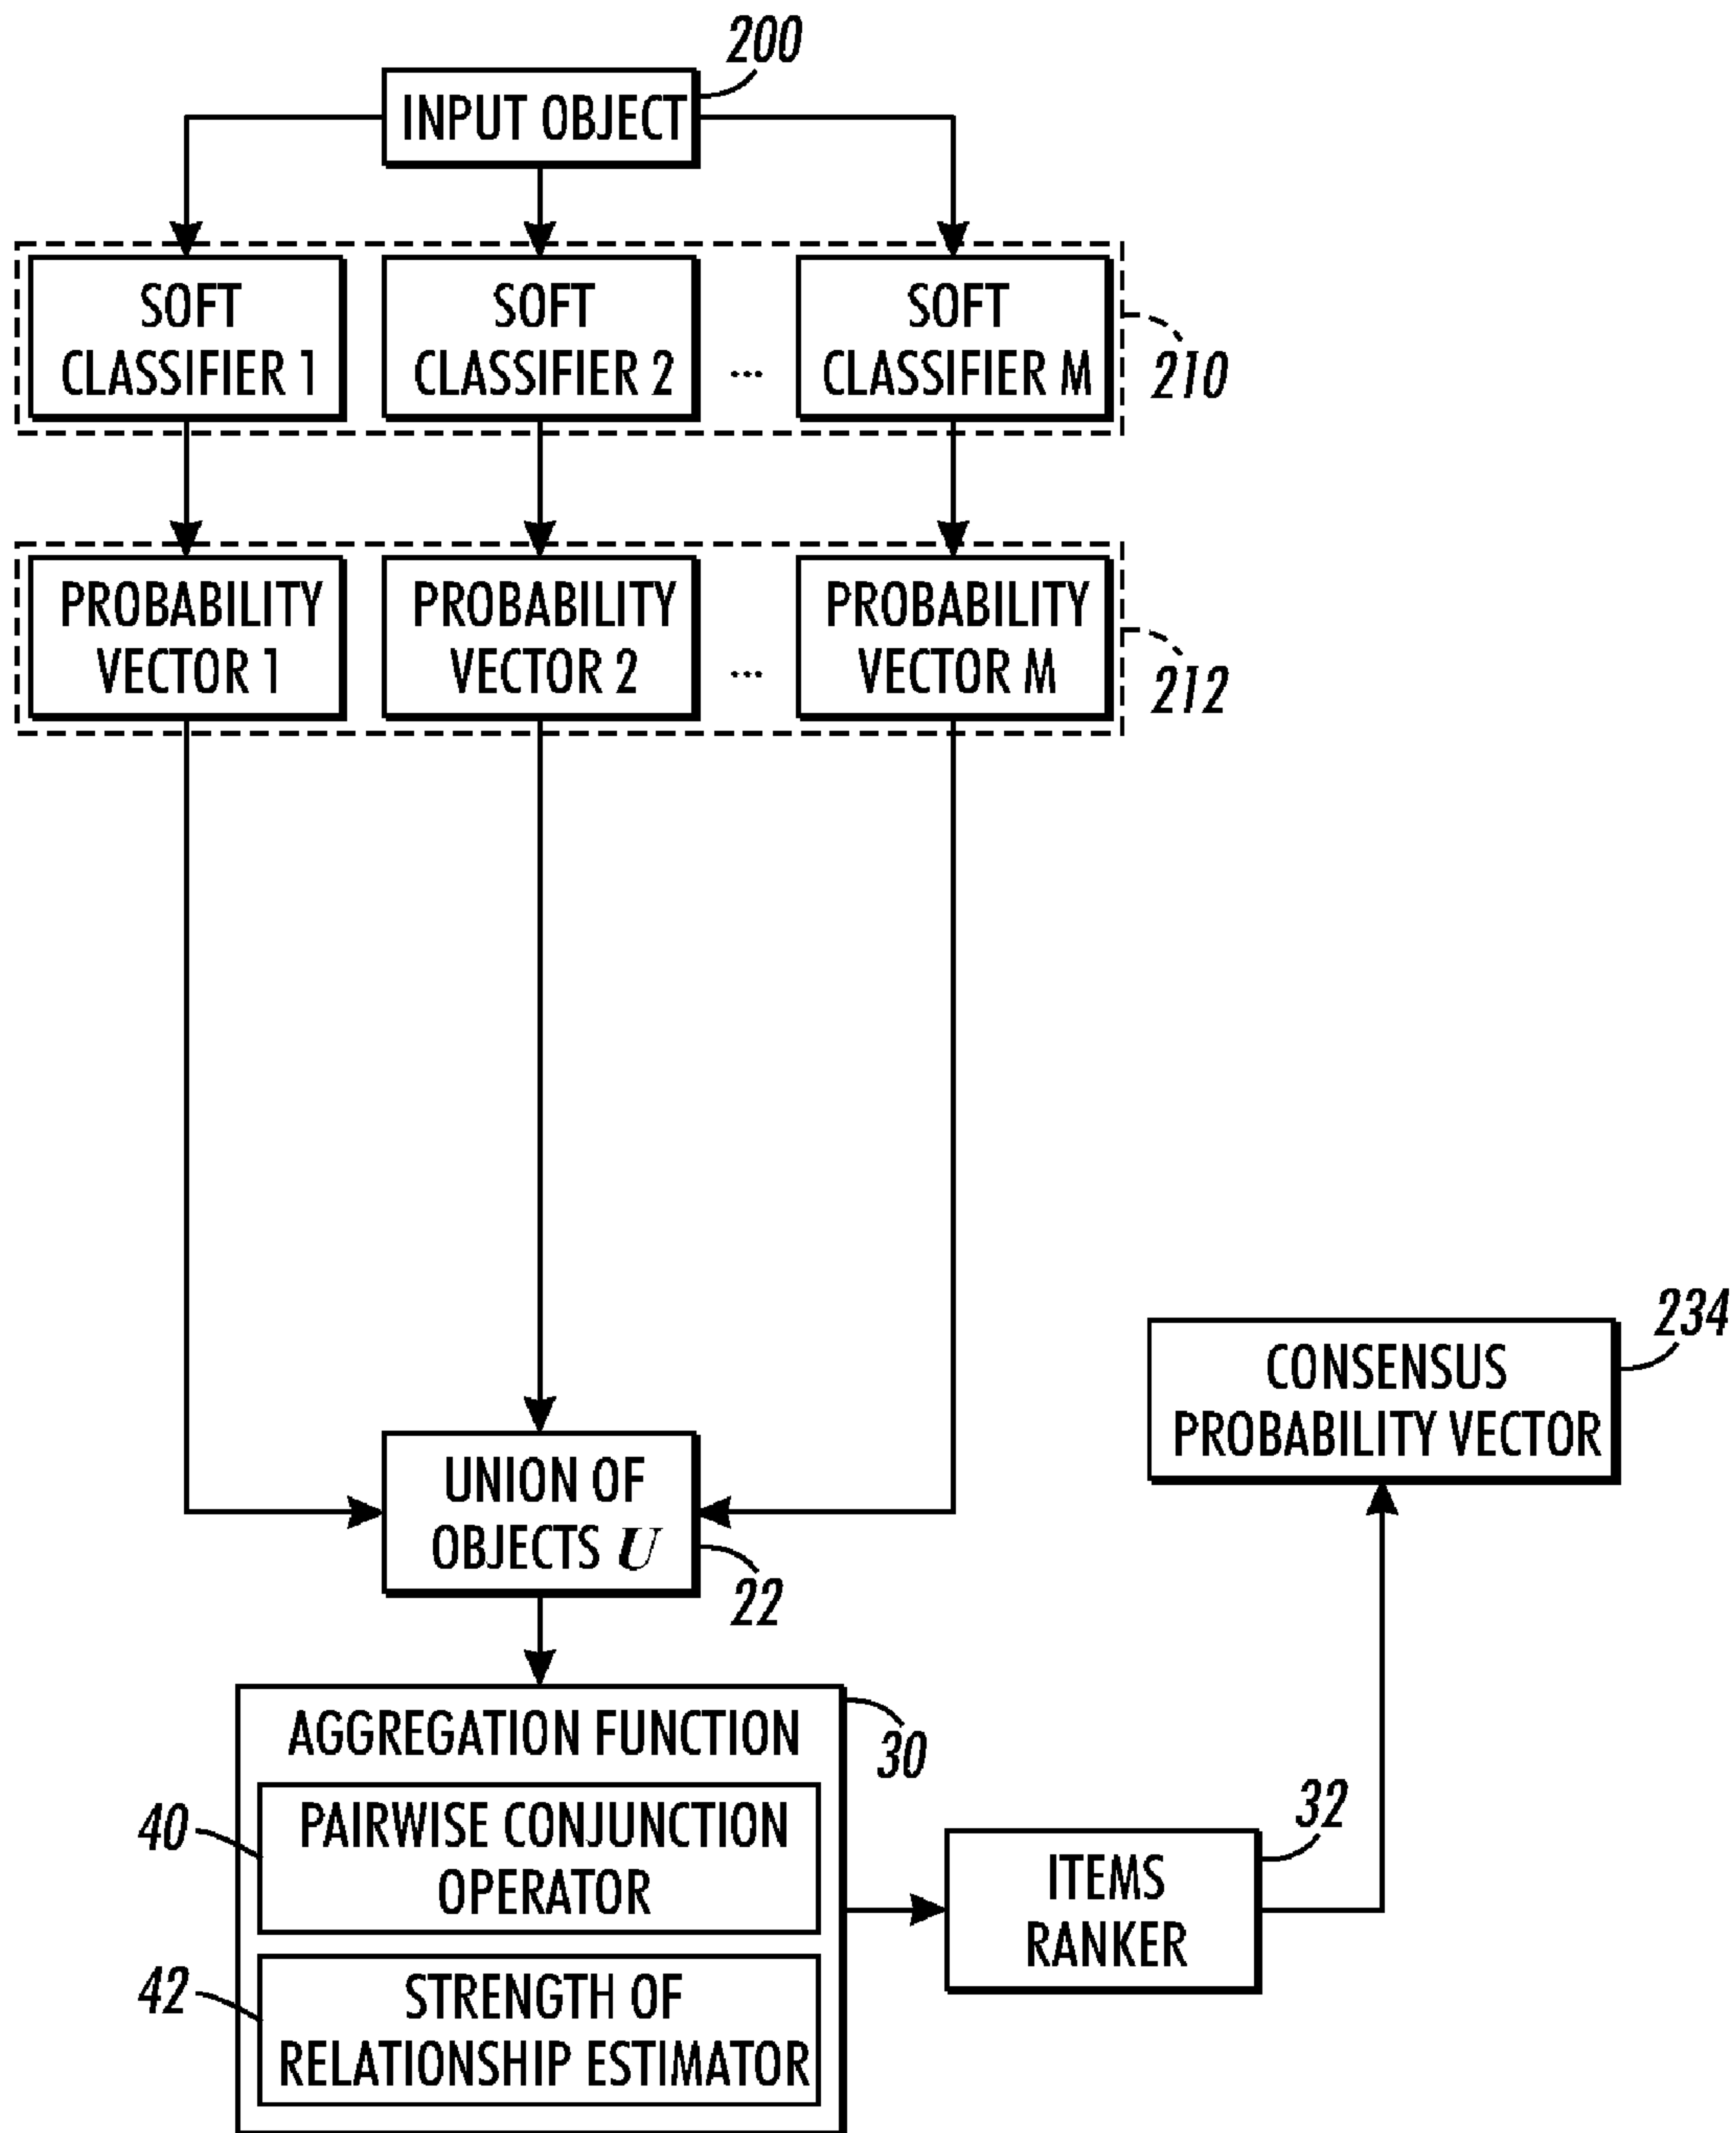 200
INPUT OBJECT
SOFT
CLASSIFIER 1
SOFT
CLASSIFIER 2
...
SOFT
CLASSIFIER M
210
PROBABILITY
VECTOR 1
PROBABILITY
VECTOR 2
...
PROBABILITY
VECTOR M
212
234
CONSENSUS
PROBABILITY VECTOR
UNION OF
OBJECTS U
22
AGGREGATION FUNCTION
30
40
PAIRWISE CONJUNCTION
OPERATOR
42
STRENGTH OF
RELATIONSHIP ESTIMATOR
32
ITEMS
RANKER